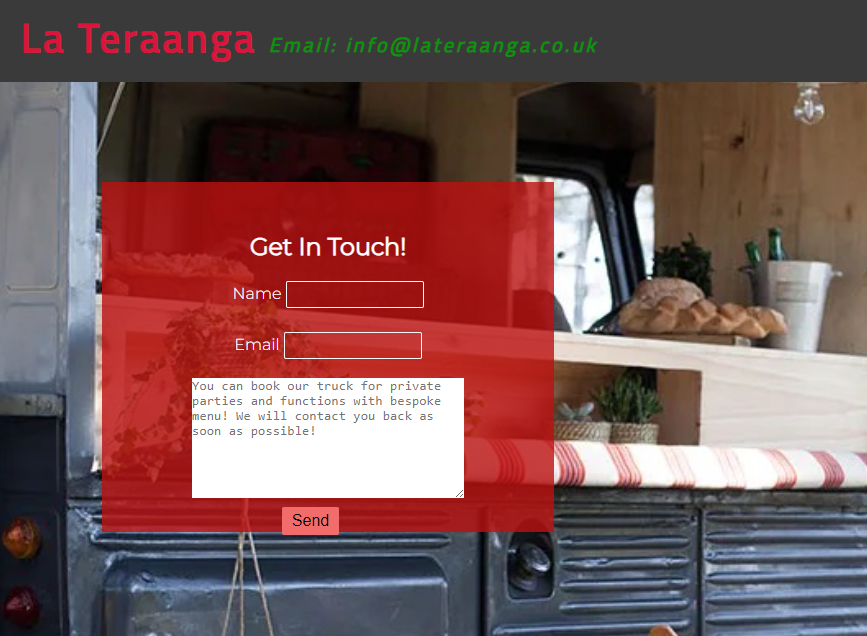 La Teraanga Email: info@lateraanga.co.uk
Get In Touch!
Name
Email
You can book our truck for private
parties and functions with bespoke
menu! We will contact you back as
soon as possible!
Send